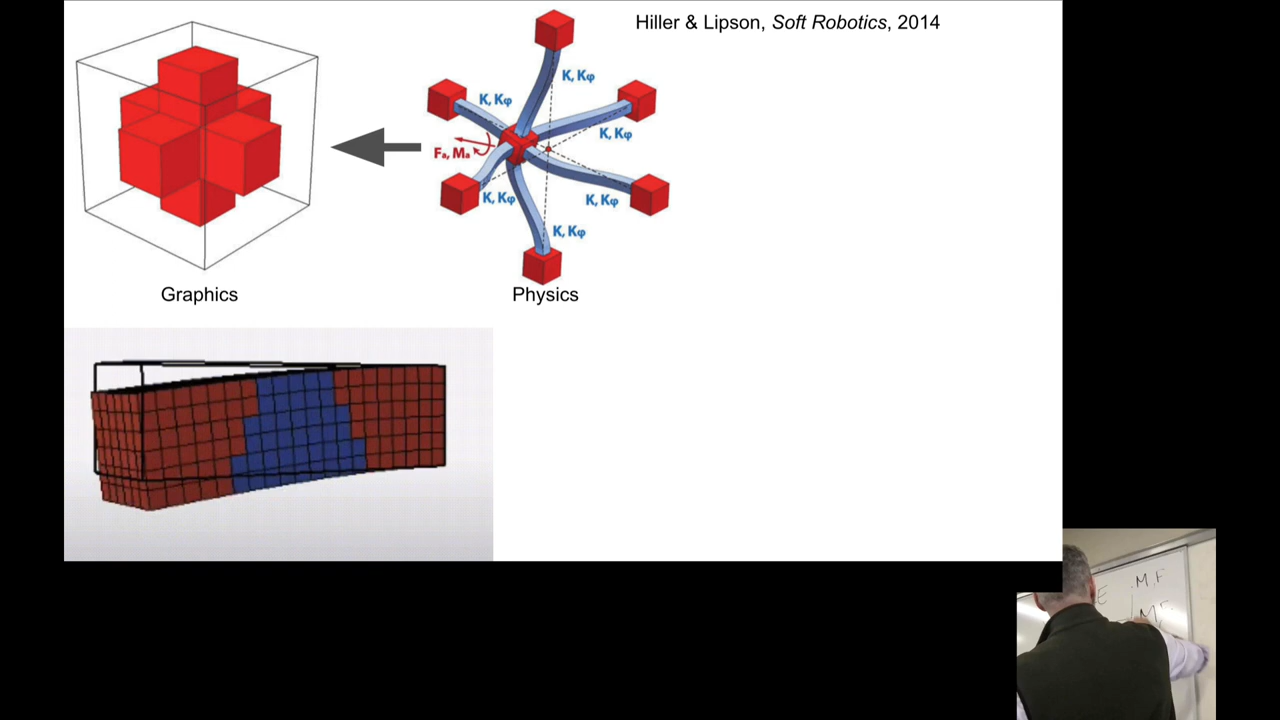 Hiller & Lipson, Soft Robotics, 2014
K, Kφ
K, Kφ
K, Kφ
Fₐ, Mₐ
K, Kφ
K, Kφ
K, Kφ
Graphics
Physics
M, F
E
M F